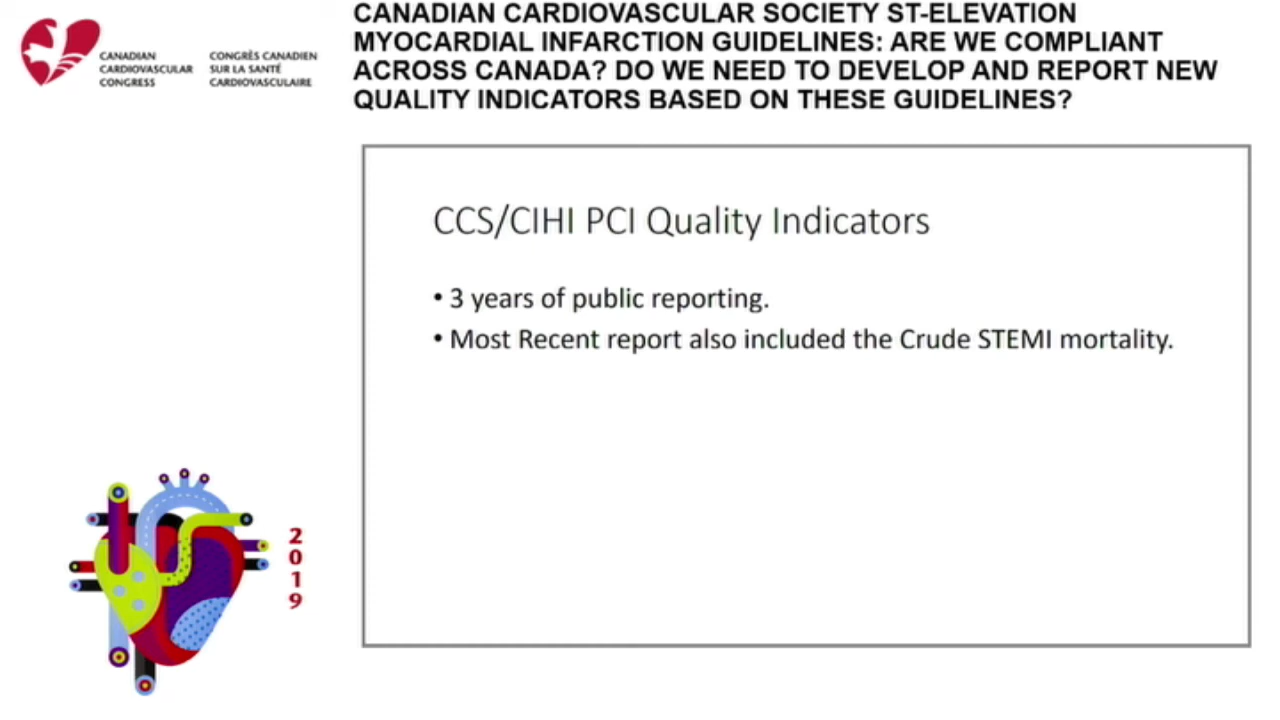 CANADIAN
CARDIOVASCULAR
CONGRESS
CONGRÈS CANADIEN
SUR LA SANTÉ
CARDIOVASCULAIRE
CANADIAN CARDIOVASCULAR SOCIETY ST-ELEVATION
MYOCARDIAL INFARCTION GUIDELINES: ARE WE COMPLIANT
ACROSS CANADA? DO WE NEED TO DEVELOP AND REPORT NEW
QUALITY INDICATORS BASED ON THESE GUIDELINES?
CCS/CIHI PCI Quality Indicators
• 3 years of public reporting.
• Most Recent report also included the Crude STEMI mortality.
2
0
1
9